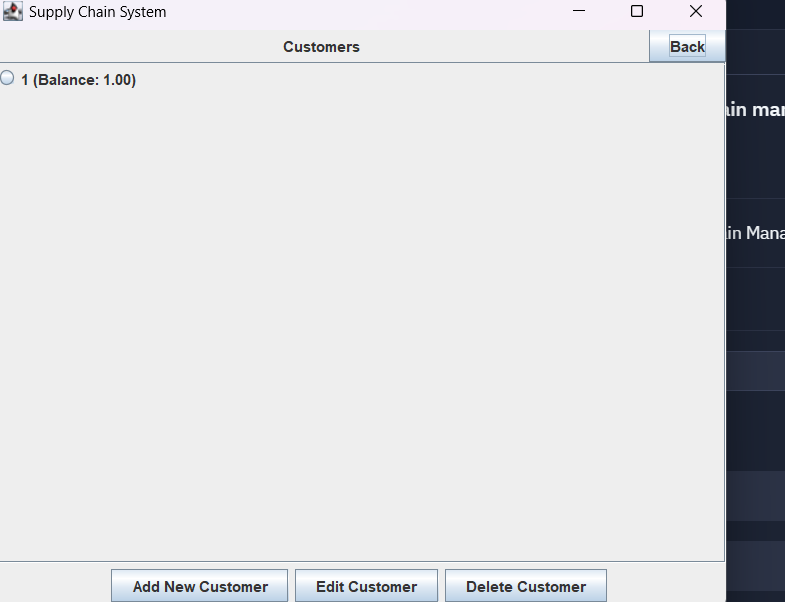 Supply Chain System
Customers
Back
1 (Balance: 1.00)
ain mar
in Mana
Add New Customer
Edit Customer
Delete Customer